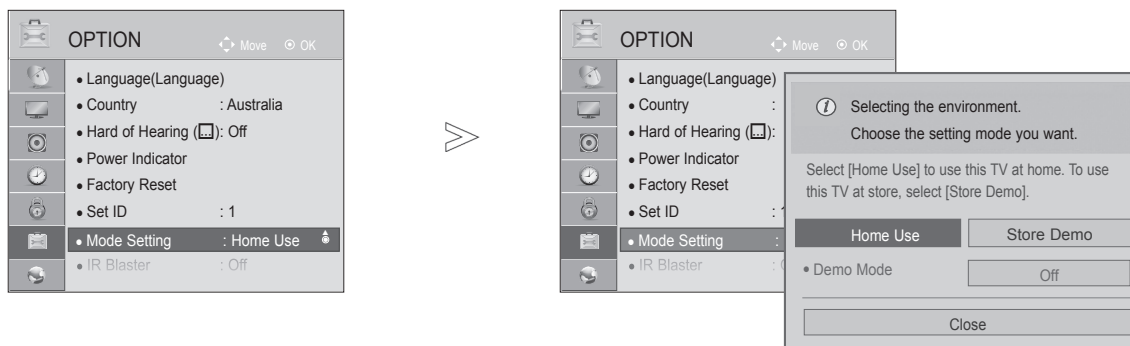 OPTION
Move OK
• Language(Language)
• Country : Australia
• Hard of Hearing ( ): Off
• Power Indicator
• Factory Reset
• Set ID : 1
• Mode Setting : Home Use
• IR Blaster : Off
OPTION
Move OK
• Language(Language)
• Country :
• Hard of Hearing ( ):
• Power Indicator
• Factory Reset
• Set ID :
• Mode Setting :
• IR Blaster :
i Selecting the environment.
Choose the setting mode you want.
Select [Home Use] to use this TV at home. To use
this TV at store, select [Store Demo].
Home Use Store Demo
• Demo Mode Off
Close